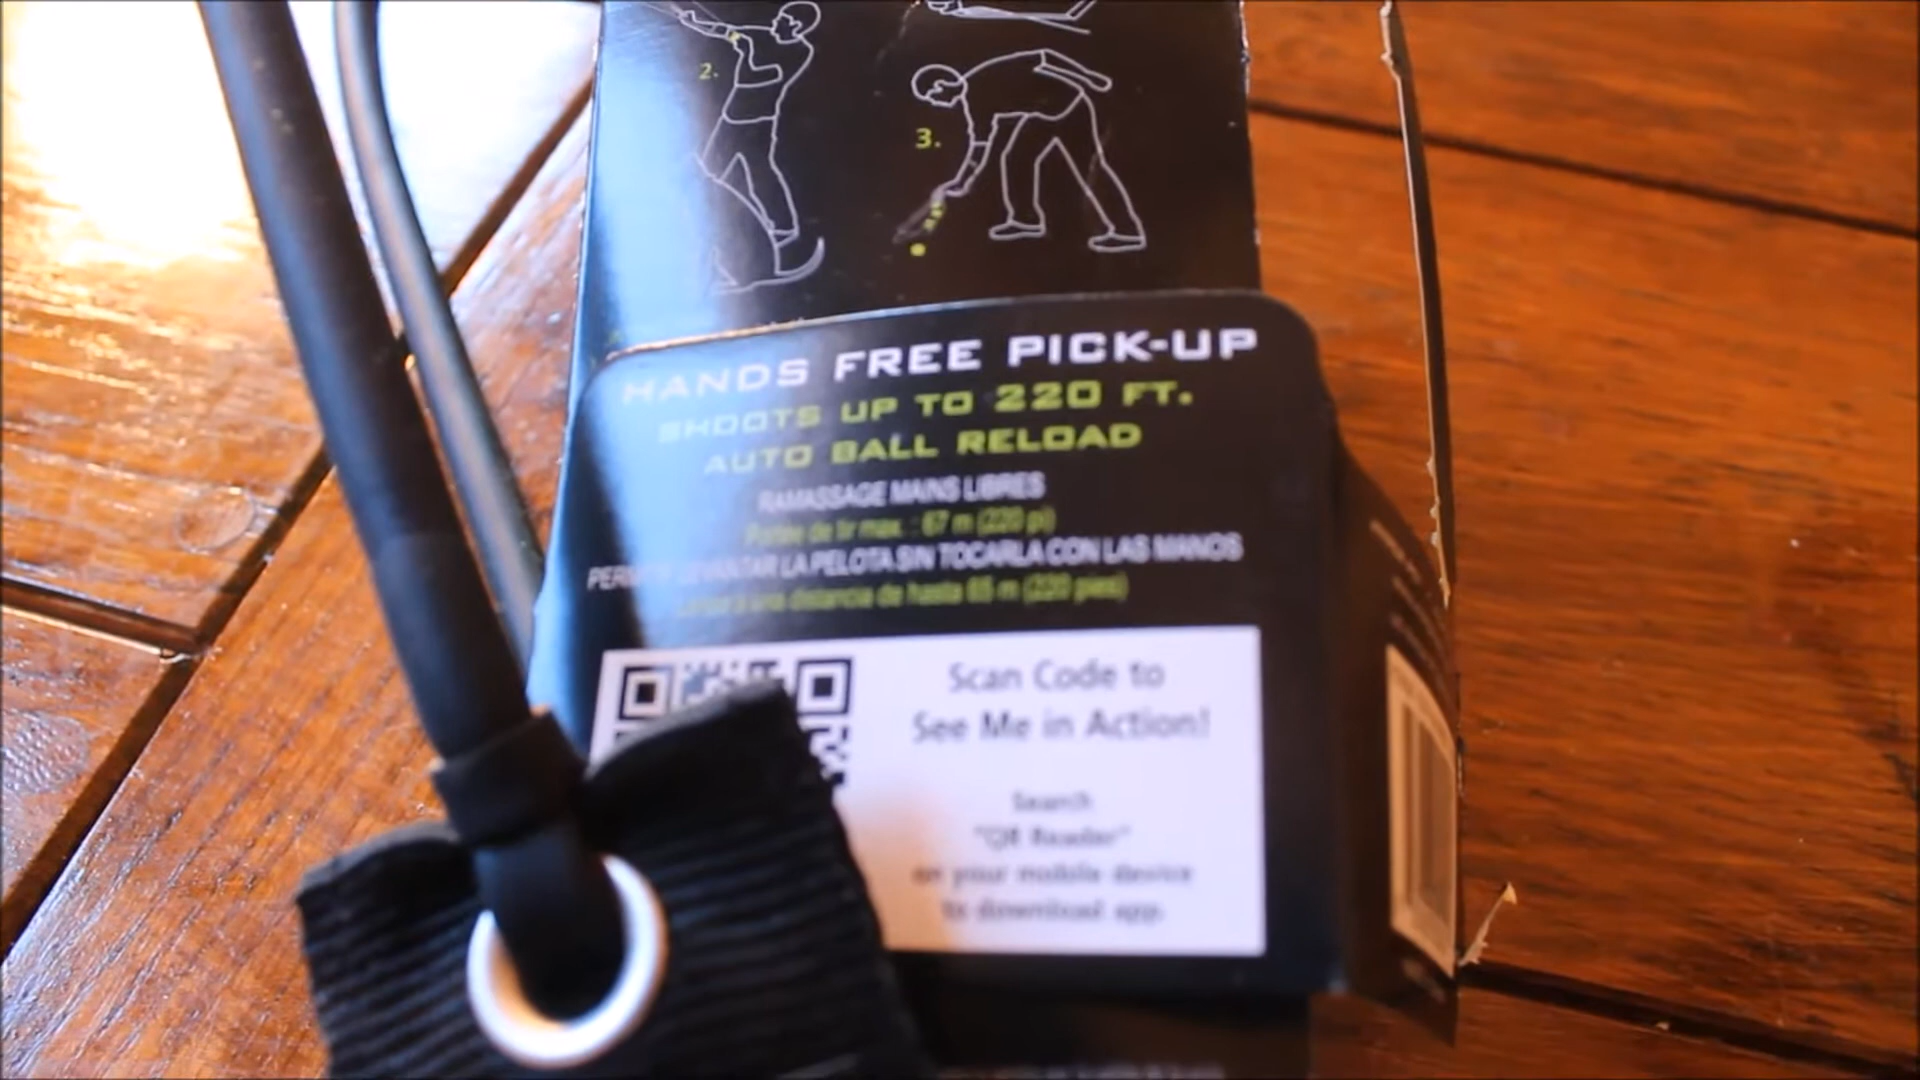 2.
3.
HANDS FREE PICK-UP
SHOOTS UP TO 220 FT.
AUTO BALL RELOAD
RAMASSAGE MAINS LIBRES
Portée de tir max. : 67 m (220 pi)
LEVANTAR LA PELOTA SIN TOCARLA CON LAS MANOS
una distancia de hasta 65 m (220 pies)
Scan Code to
See Me in Action!
Search
"QR Reader"
on your mobile device
to download app.